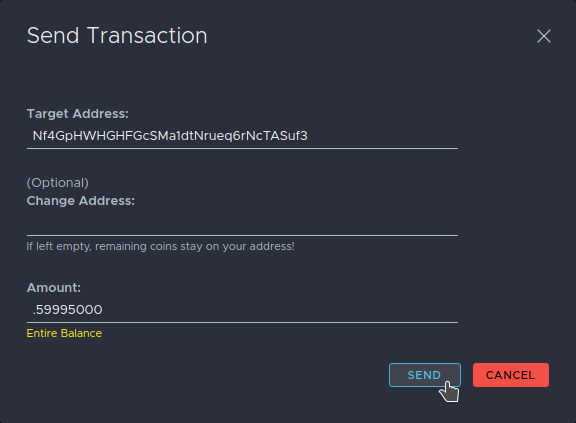 Send Transaction
Target Address:
Nf4GpHWHGHFGcSMa1dtNrueq6rNcTASuf3
(Optional)
Change Address:
If left empty, remaining coins stay on your address!
Amount:
.59995000
Entire Balance
SEND
CANCEL